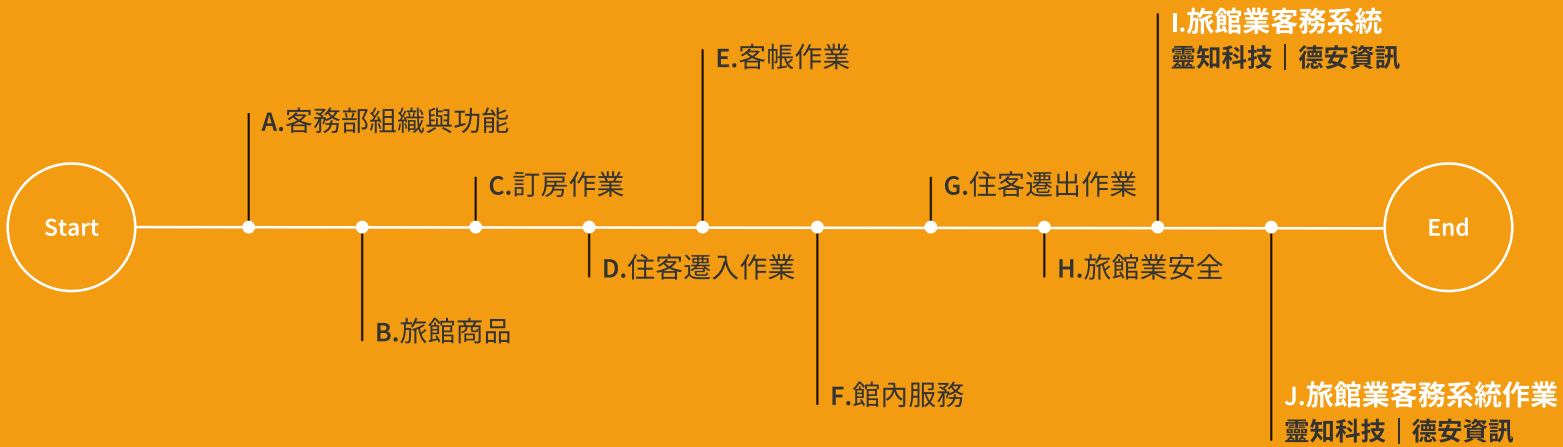 Start
A.客務部組織與功能
B.旅館商品
C.訂房作業
D.住客遷入作業
E.客帳作業
F.館內服務
G.住客遷出作業
H.旅館業安全
I.旅館業客務系統
靈知科技｜德安資訊
J.旅館業客務系統作業
靈知科技｜德安資訊
End